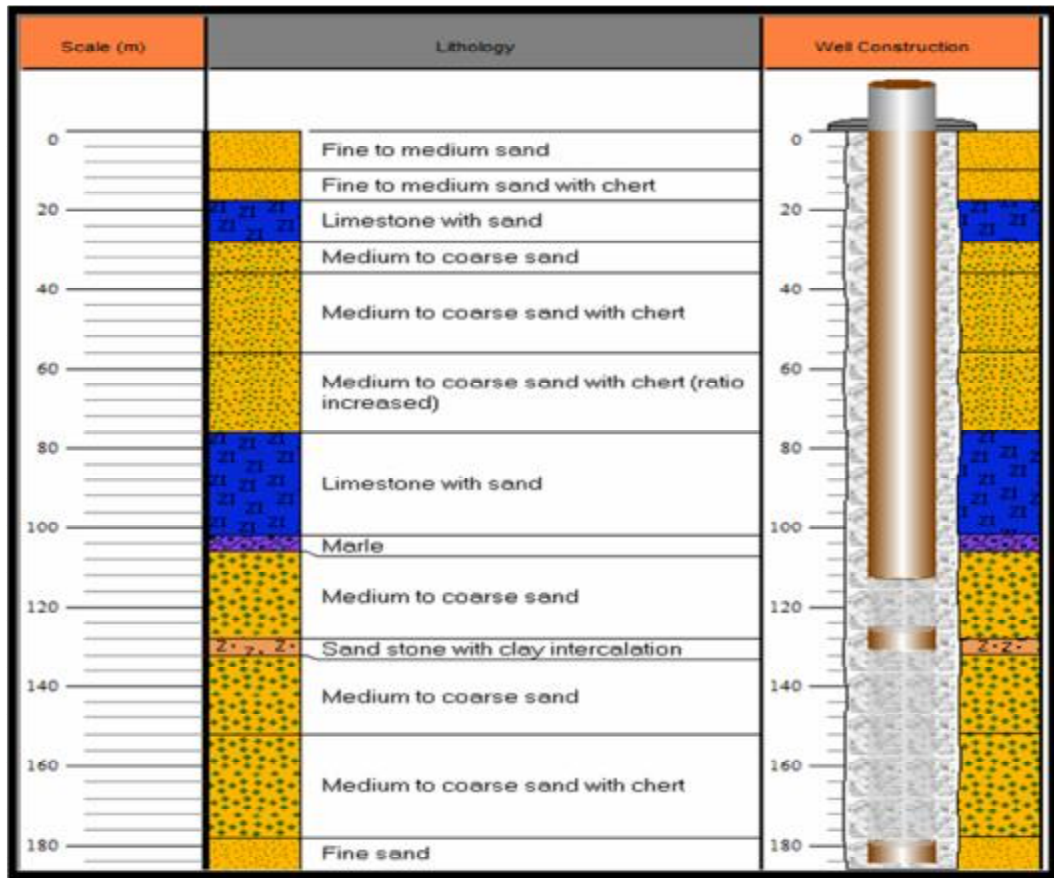 Scale (m)
Lithology
Well Construction
0
Fine to medium sand
0
Fine to medium sand with chert
20
ZI ZI ZI
Limestone with sand
20
Medium to coarse sand
40
Medium to coarse sand with chert
40
60
Medium to coarse sand with chert (ratio
increased)
60
80
Limestone with sand
80
100
100
Marle
120
Medium to coarse sand
120
Sand stone with clay intercalation
140
Medium to coarse sand
140
160
Medium to coarse sand with chert
160
180
Fine sand
180